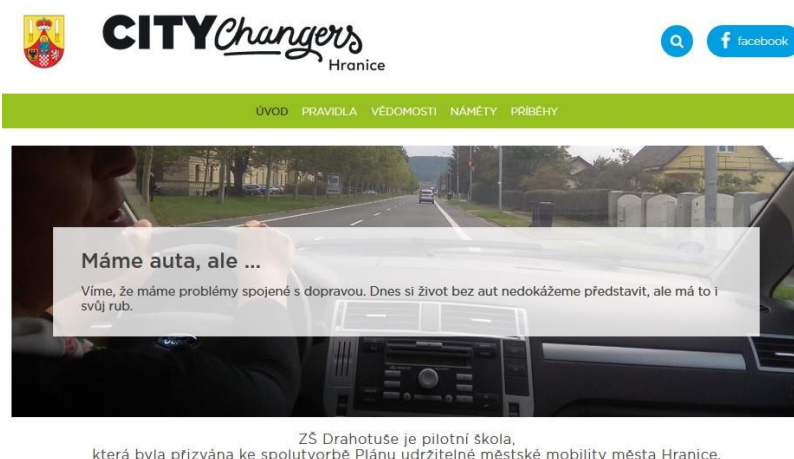 CITYChangers
Hranice
facebook
ÚVOD PRAVIDLA VĚDOMOSTI NÁMĚTY PŘÍBĚHY
Máme auta, ale ...
Víme, že máme problémy spojené s dopravou. Dnes si život bez aut nedokážeme představit, ale má to i
svůj rub.
ZŠ Drahotuše je pilotní škola,
která byla přizvána ke spolutvorbě Plánu udržitelné městské mobility města Hranice.